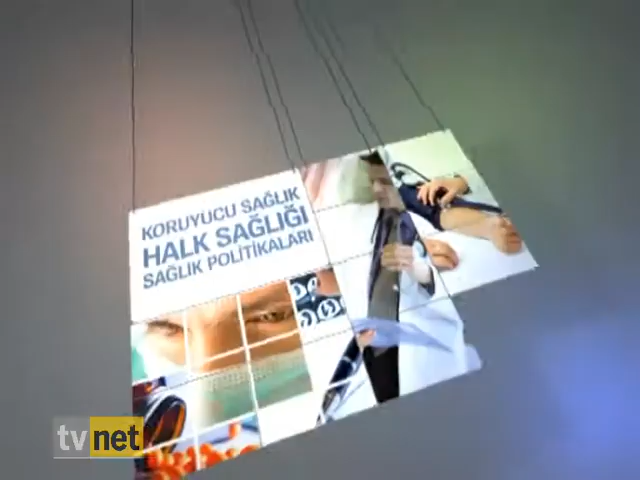 KORUYUCU SAĞLIK
HALK SAĞLIĞI
SAĞLIK POLİTİKALARI
tvnet